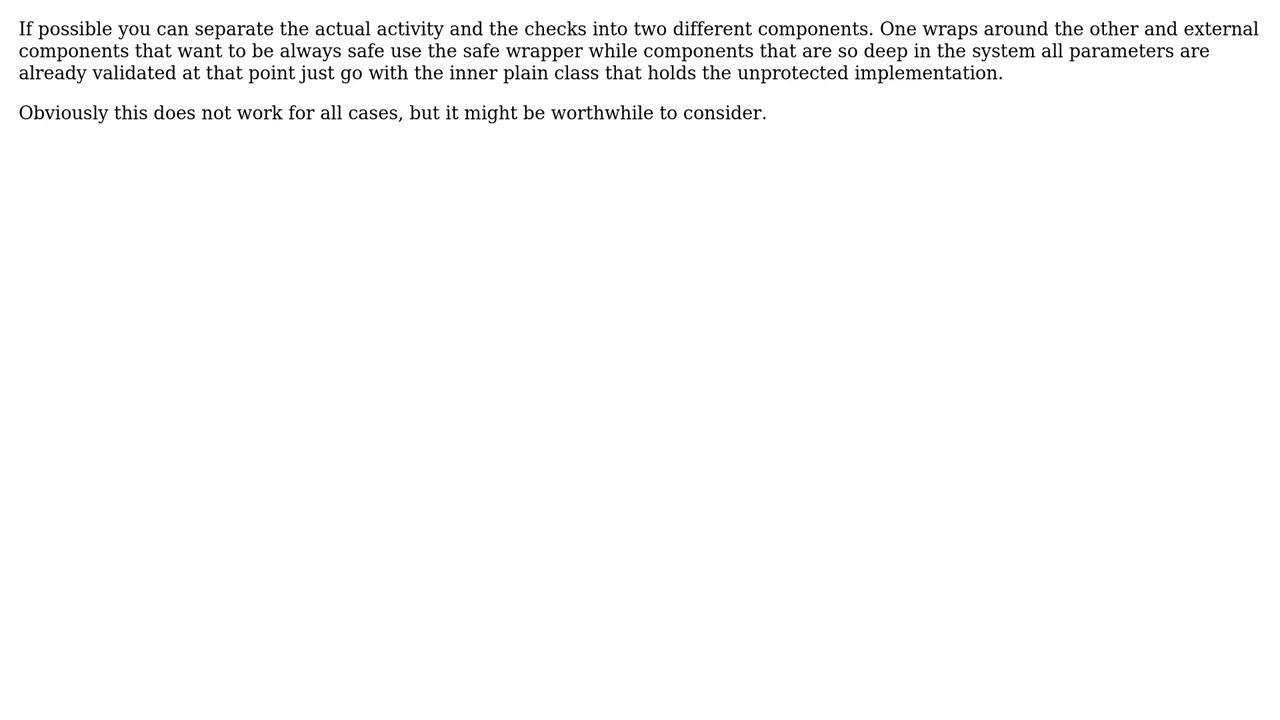 If possible you can separate the actual activity and the checks into two different components. One wraps around the other and external
components that want to be always safe use the safe wrapper while components that are so deep in the system all parameters are
already validated at that point just go with the inner plain class that holds the unprotected implementation.
Obviously this does not work for all cases, but it might be worthwhile to consider.